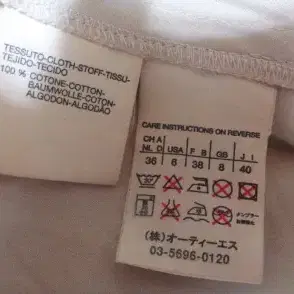 TESSUTO-CLOTH-STOFF-TISSU-
TEJIDO-TECIDO
100 % COTONE-COTTON-
BAUMWOLLE-COTON-
ALGODON-ALGODÃO
CARE INSTRUCTIONS ON REVERSE
CH A
NL D USA F S GB J I
36 6 38 8 40
(株)オーティーエス
03-5696-0120